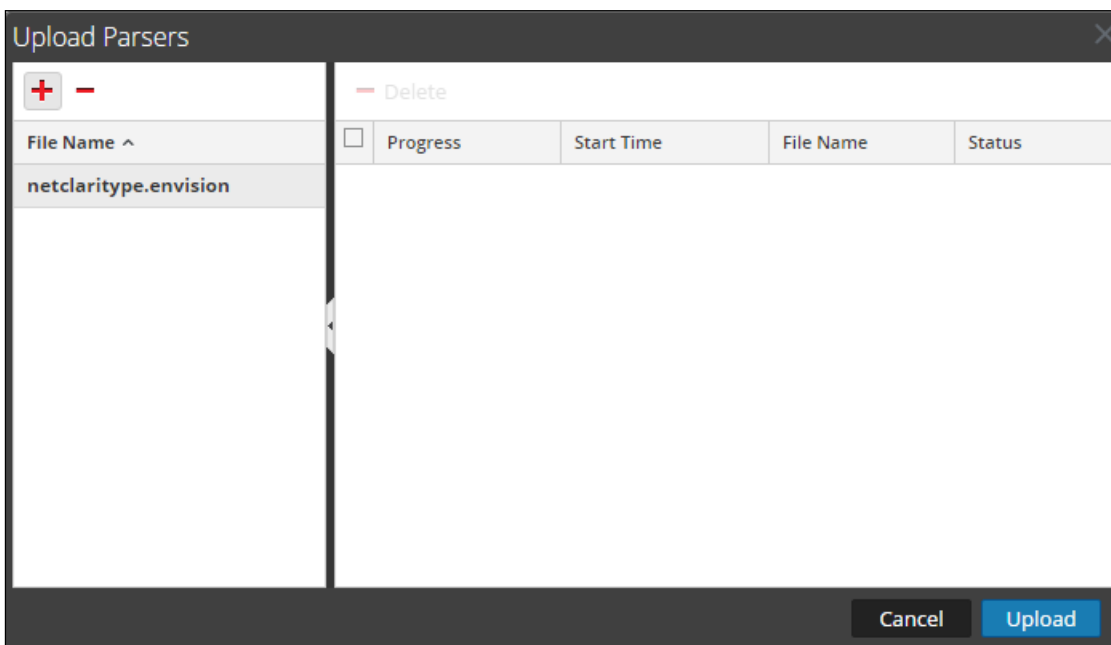 Upload Parsers
Delete
File Name
Progress Start Time File Name Status
netclaritype.envision
Cancel Upload